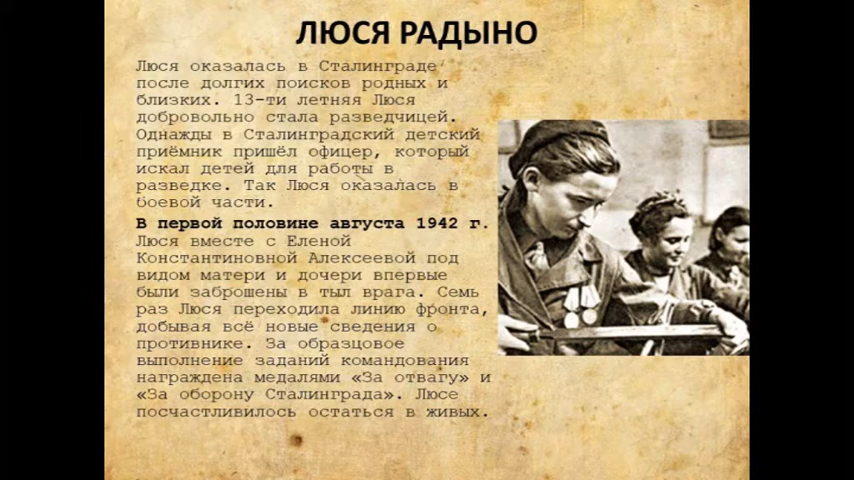 ЛЮСЯ РАДЫНО
Люся оказалась в Сталинграде
после долгих поисков родных и
близких. 13-ти летняя Люся
добровольно стала разведчицей.
Однажды в Сталинградский детский
приёмник пришёл офицер, который
искал детей для работы в
разведке. Так Люся оказалась в
боевой части.
В первой половине августа 1942 г.
Люся вместе с Еленой
Константиновной Алексеевой под
видом матери и дочери впервые
были заброшены в тыл врага. Семь
раз Люся переходила линию фронта,
добывая всё новые сведения о
противнике. За образцовое
выполнение заданий командования
награждена медалями «За отвагу» и
«За оборону Сталинграда». Люсе
посчастливилось остаться в живых.